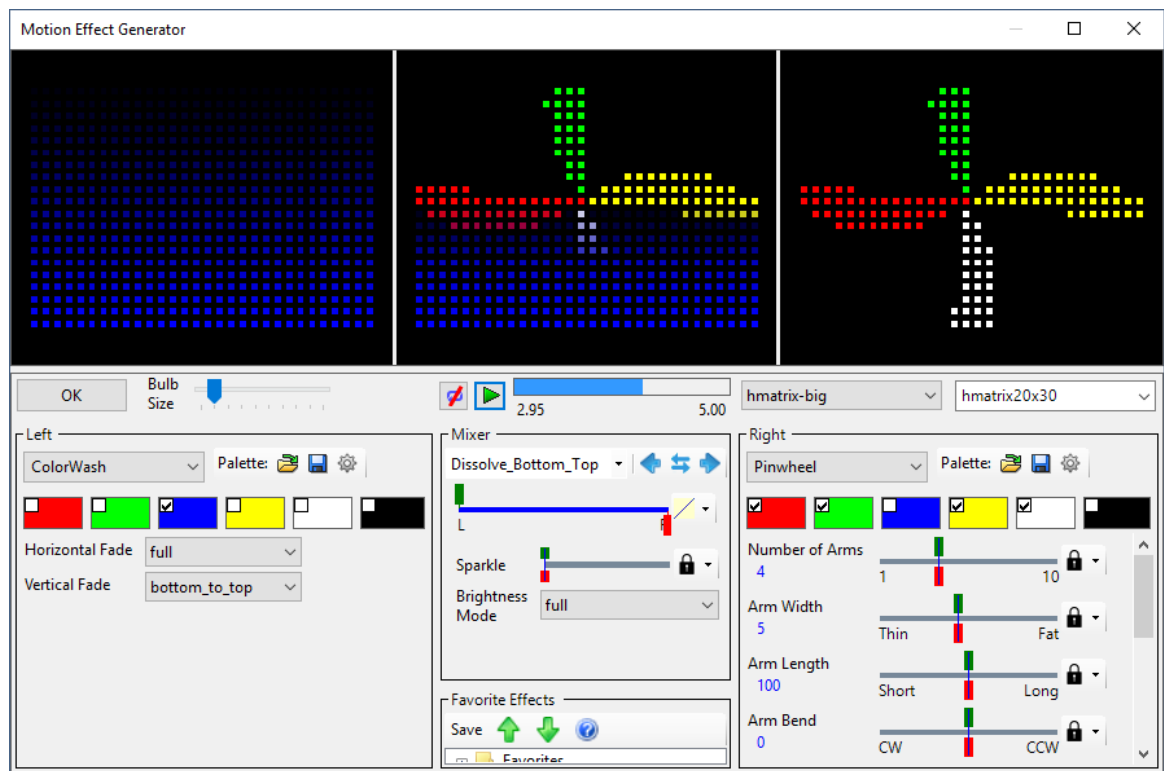 Motion Effect Generator
OK
Bulb Size
2.95
5.00
hmatrix-big
hmatrix20x30
Left
ColorWash
Palette:
Horizontal Fade
full
Vertical Fade
bottom_to_top
Mixer
Dissolve_Bottom_Top
L
Sparkle
Brightness Mode
full
Favorite Effects
Save
Favorites
Right
Pinwheel
Palette:
Number of Arms
4
1
10
Arm Width
5
Thin
Fat
Arm Length
100
Short
Long
Arm Bend
0
CW
CCW